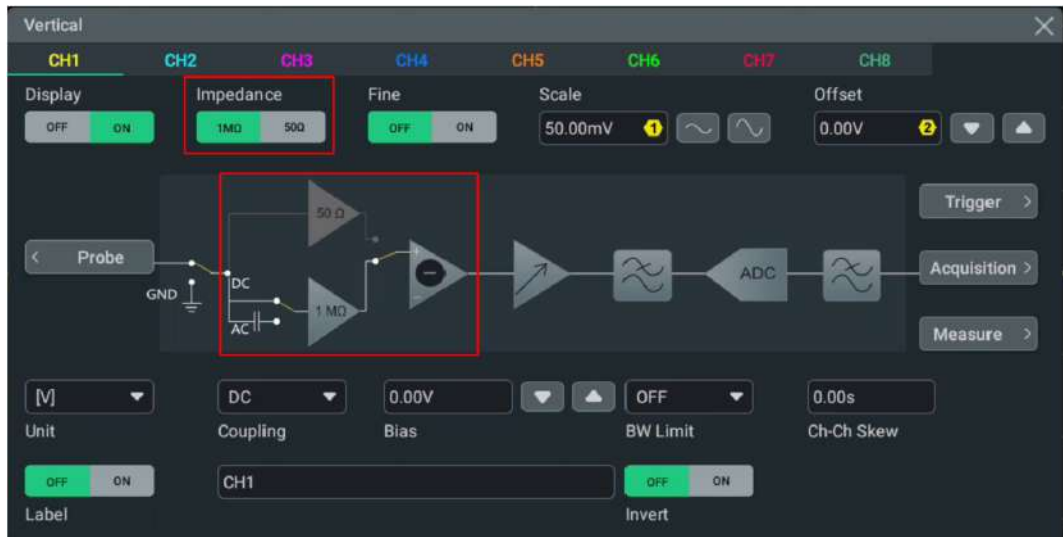 Vertical
CH1 CH2 CH3 CH4 CH5 CH6 CH7 CH8
Display Impedance Fine Scale Offset
OFF ON 1MΩ 50Ω OFF ON 50.00mV 1 0.00V 2
50 Ω
Trigger >
< Probe
DC
ADC
Acquisition >
GND
1 MΩ
AC
Measure >
[V] DC 0.00V OFF 0.00s
Unit Coupling Bias BW Limit Ch-Ch Skew
OFF ON CH1 OFF ON
Label Invert